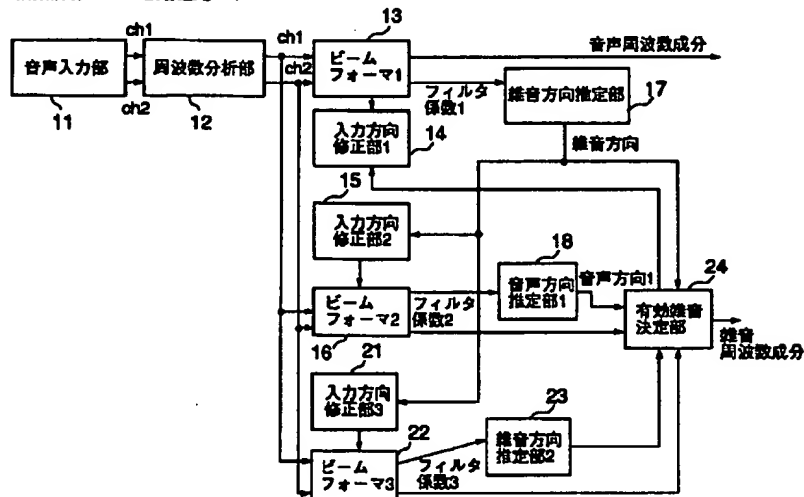 13
ch1
ch1
音声周波数成分
音声入力部
周波数分析部
ビーム
フォーマ1
ch2
ch2
フィルタ
係数1
雑音方向推定部
17
11
12
入力方向
修正部1
14
雑音方向
15
入力方向
修正部2
18
音声方向
推定部1
音声方向1
24
ビーム
フォーマ2
フィルタ
係数2
有効雑音
決定部
雑音
周波数成分
16
21
入力方向
修正部3
23
22
雑音方向
推定部2
ビーム
フォーマ3
フィルタ
係数3